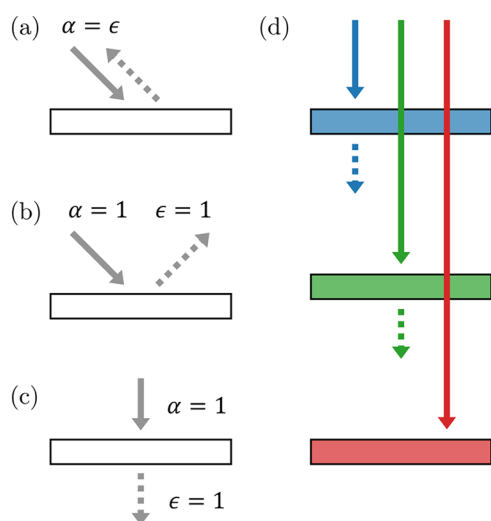 (a)
α = ϵ
(b)
α = 1 ϵ = 1
(c)
α = 1
ϵ = 1
(d)